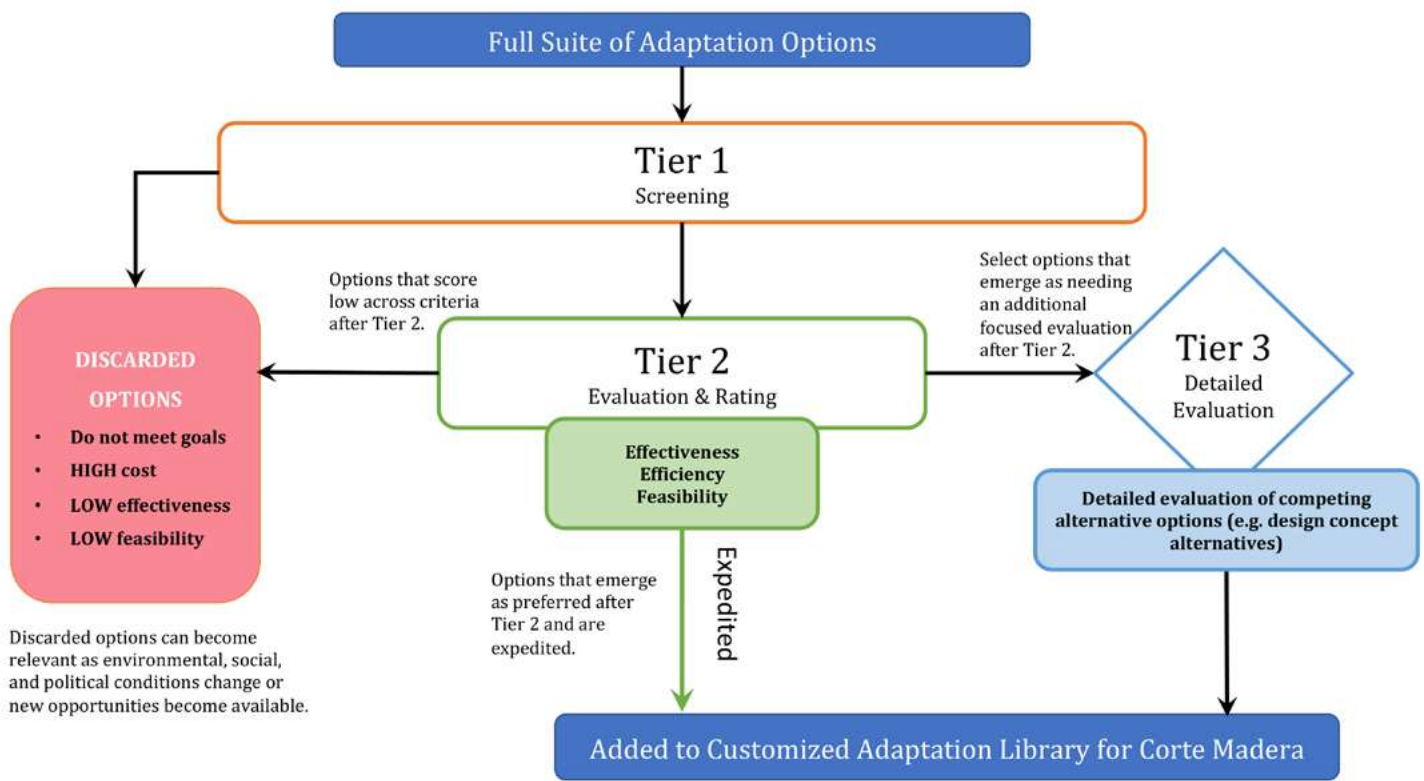 Full Suite of Adaptation Options
Tier 1
Screening
Options that score
low across criteria
after Tier 2.
Select options that
emerge as needing
an additional
focused evaluation
after Tier 2.
DISCARDED
OPTIONS
• Do not meet goals
• HIGH cost
• LOW effectiveness
• LOW feasibility
Tier 2
Evaluation & Rating
Effectiveness
Efficiency
Feasibility
Tier 3
Detailed
Evaluation
Detailed evaluation of competing
alternative options (e.g. design concept
alternatives)
Expedited
Options that emerge
as preferred after
Tier 2 and are
expedited.
Discarded options can become
relevant as environmental, social,
and political conditions change or
new opportunities become available.
Added to Customized Adaptation Library for Corte Madera